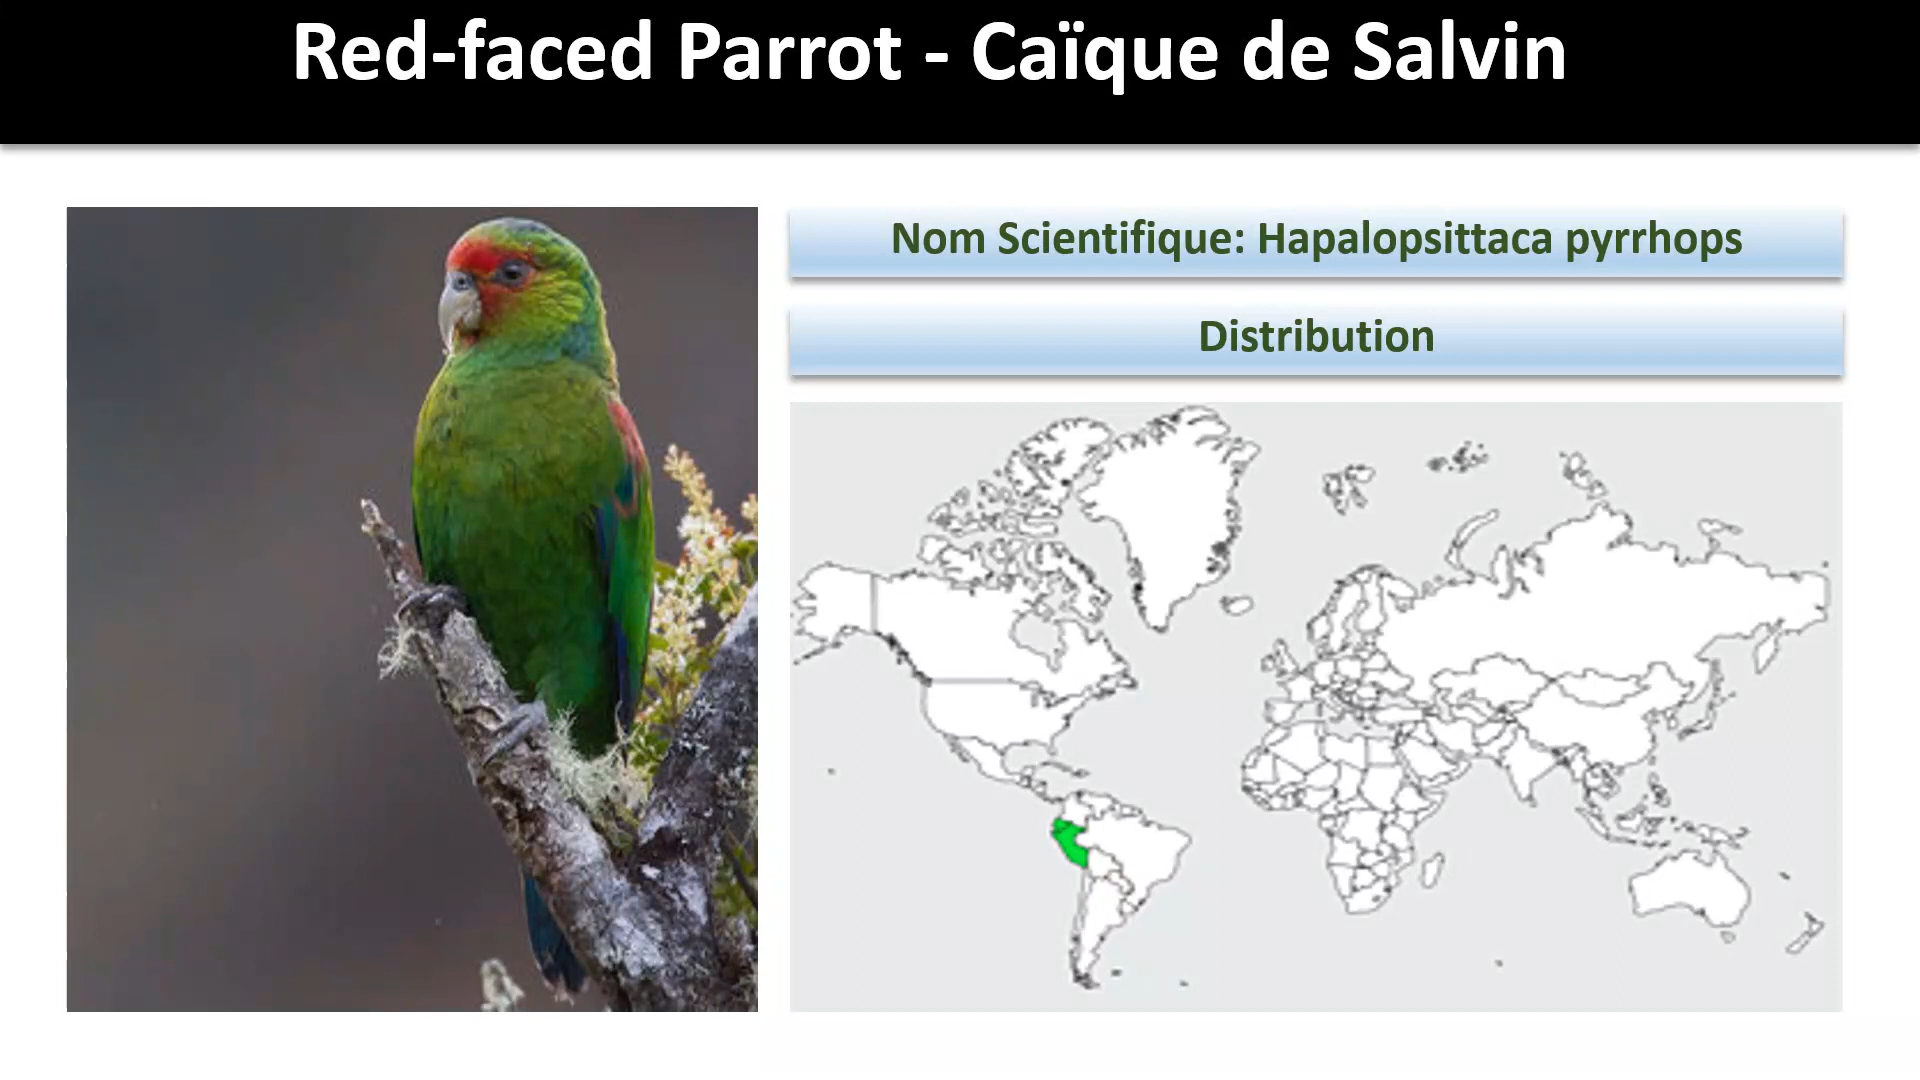 Red-faced Parrot - Caïque de Salvin
Nom Scientifique: Hapalopsittaca pyrrhops
Distribution